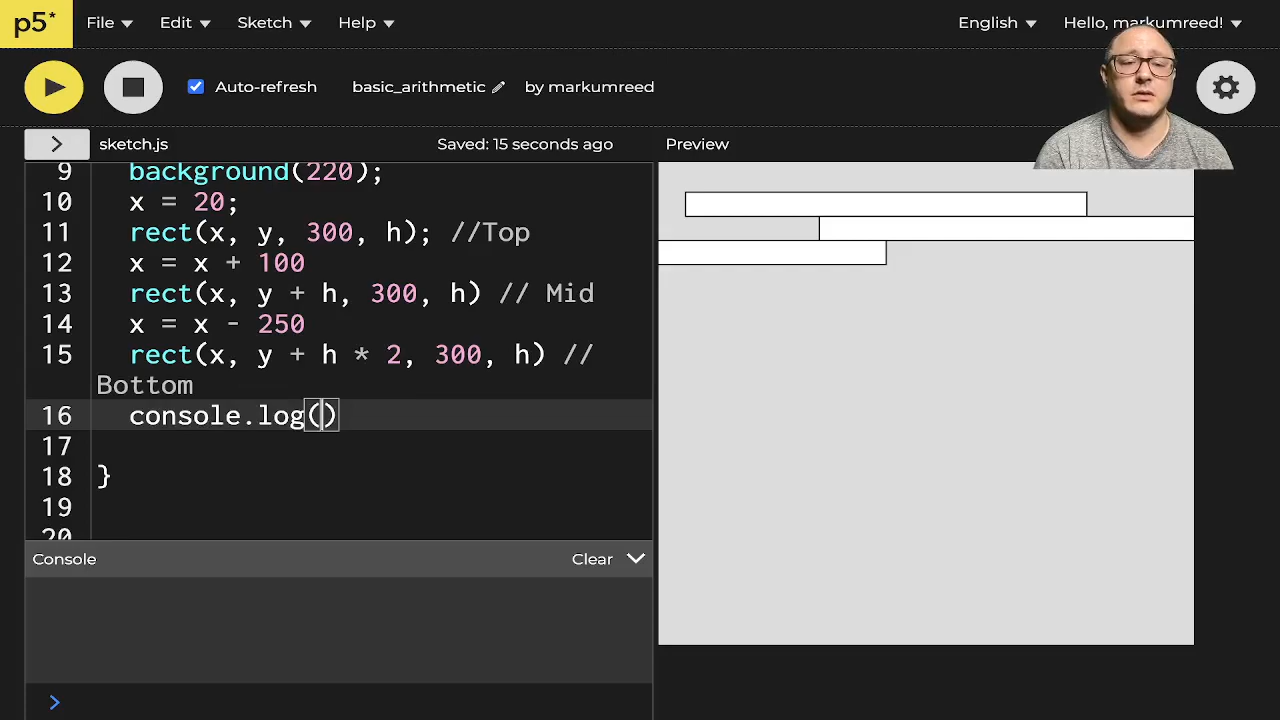 p5* File Edit Sketch Help English Hello, markumreed!
Auto-refresh basic_arithmetic by markumreed
> sketch.js Saved: 15 seconds ago Preview
9 background(220);
10 x = 20;
11 rect(x, y, 300, h); //Top
12 x = x + 100
13 rect(x, y + h, 300, h) // Mid
14 x = x - 250
15 rect(x, y + h * 2, 300, h) //
Bottom
16 console.log()
17
18 }
19
20
Console Clear
>